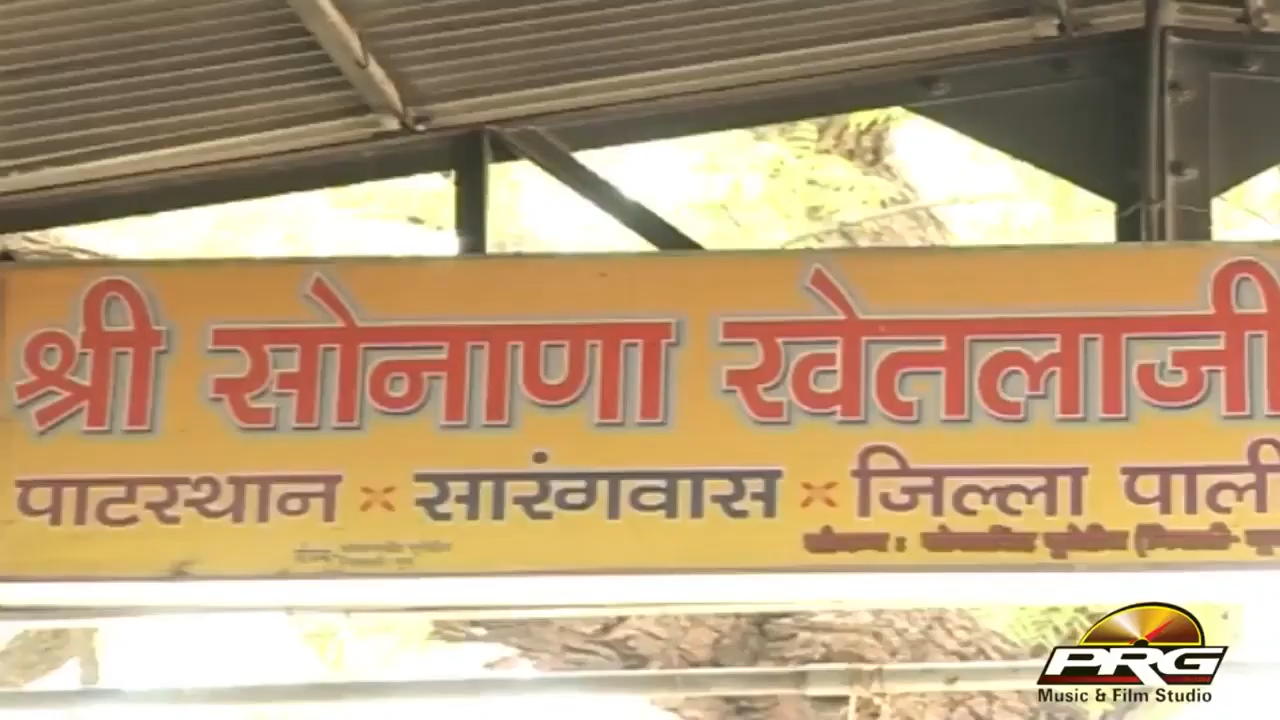 श्री सोनाणा खेतलाजी
पाटस्थान × सारंगवास × जिल्ला पाली
PRG
Music & Film Studio